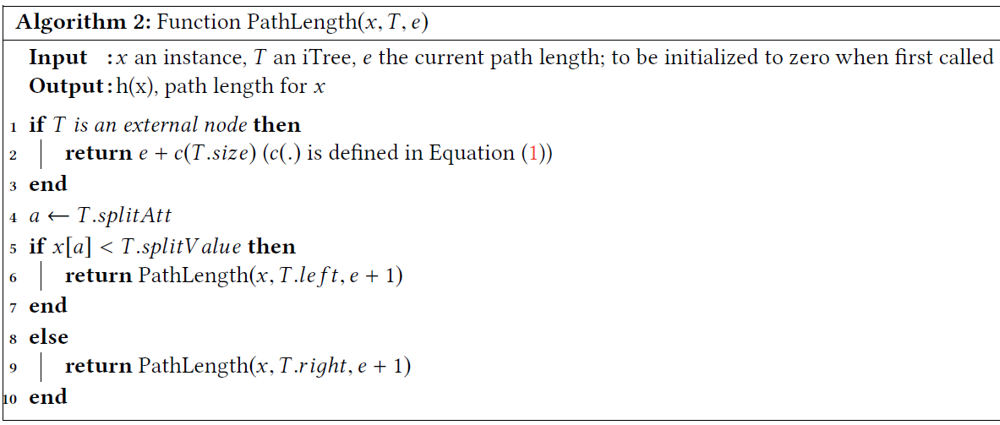 Algorithm 2: Function PathLength(x, T, e)
Input : x an instance, T an iTree, e the current path length; to be initialized to zero when first called
Output : h(x), path length for x
1 if T is an external node then
2 return e + c(T.size) (c(.) is defined in Equation (1))
3 end
4 a ← T.splitAtt
5 if x[a] < T.splitValue then
6 return PathLength(x, T.left, e + 1)
7 end
8 else
9 return PathLength(x, T.right, e + 1)
10 end